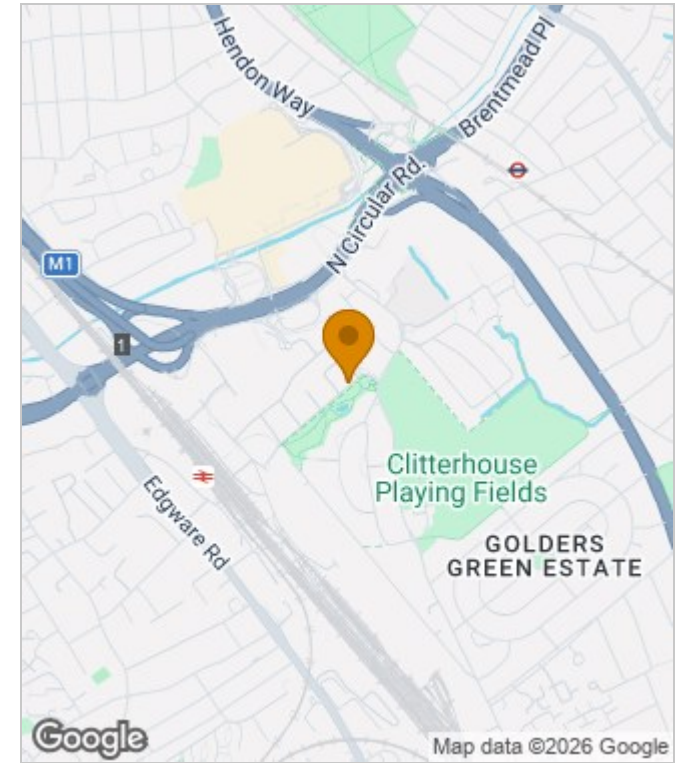 Hendon Way
Brentmead Pl
N Circular Rd.
M1
1
Clitterhouse
Playing Fields
Edgware Rd
GOLDERS
GREEN ESTATE
Google
Map data ©2026 Google